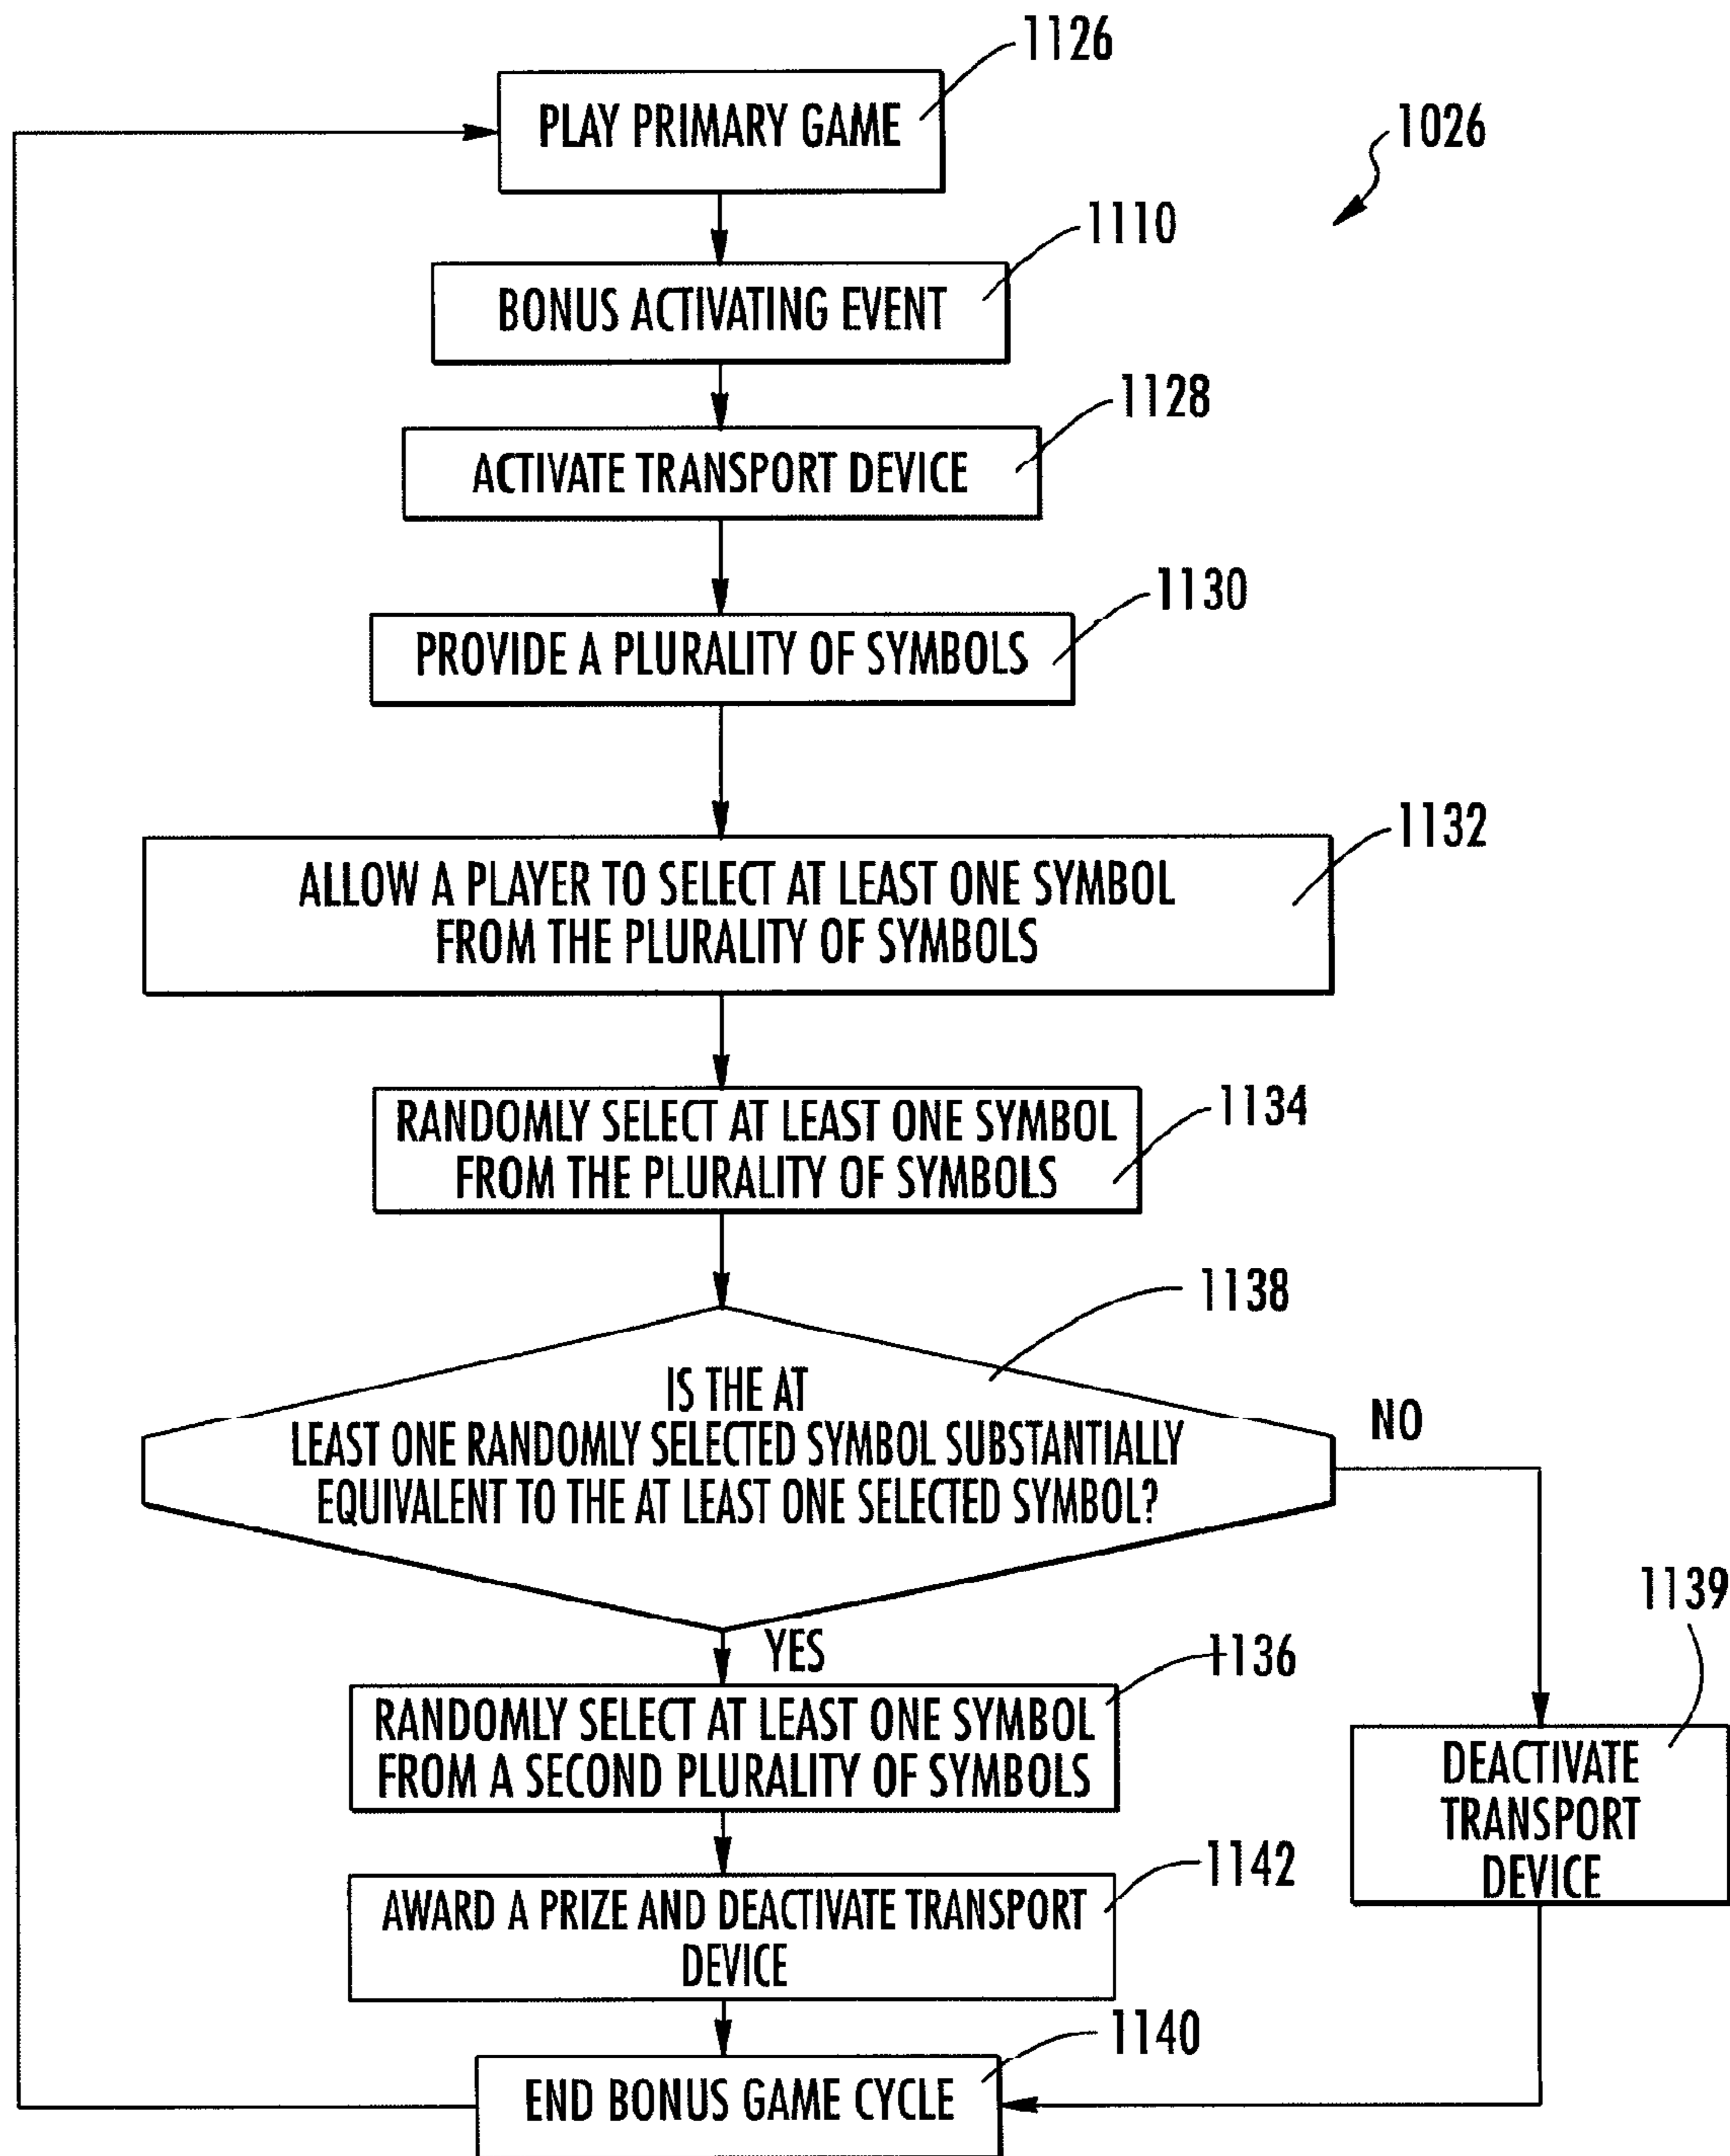 1126
PLAY PRIMARY GAME
1026
1110
BONUS ACTIVATING EVENT
1128
ACTIVATE TRANSPORT DEVICE
1130
PROVIDE A PLURALITY OF SYMBOLS
1132
ALLOW A PLAYER TO SELECT AT LEAST ONE SYMBOL
FROM THE PLURALITY OF SYMBOLS
1134
RANDOMLY SELECT AT LEAST ONE SYMBOL
FROM THE PLURALITY OF SYMBOLS
1138
IS THE AT
LEAST ONE RANDOMLY SELECTED SYMBOL SUBSTANTIALLY
EQUIVALENT TO THE AT LEAST ONE SELECTED SYMBOL?
NO
1139
DEACTIVATE
TRANSPORT
DEVICE
YES
1136
RANDOMLY SELECT AT LEAST ONE SYMBOL
FROM A SECOND PLURALITY OF SYMBOLS
1142
AWARD A PRIZE AND DEACTIVATE TRANSPORT
DEVICE
1140
END BONUS GAME CYCLE